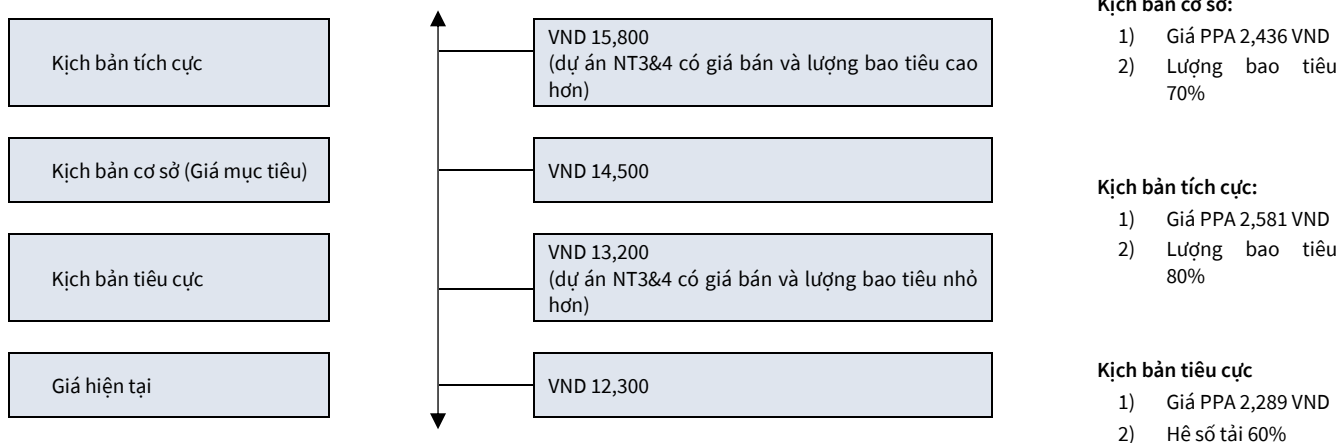 Kịch bản tích cực
VND 15,800
(dự án NT3&4 có giá bán và lượng bao tiêu cao
hơn)
Kịch bản cơ sở (Giá mục tiêu)
VND 14,500
Kịch bản tiêu cực
VND 13,200
(dự án NT3&4 có giá bán và lượng bao tiêu nhỏ
hơn)
Giá hiện tại
VND 12,300
Kịch bản cơ sở:
1) Giá PPA 2,436 VND
2) Lượng bao tiêu
70%
Kịch bản tích cực:
1) Giá PPA 2,581 VND
2) Lượng bao tiêu
80%
Kịch bản tiêu cực
1) Giá PPA 2,289 VND
2) Hệ số tải 60%